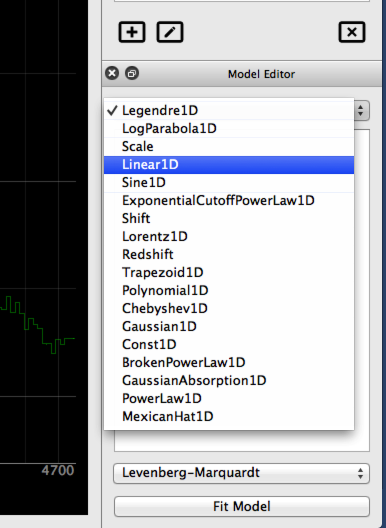 Model Editor
✓ Legendre1D
LogParabola1D
Scale
Linear1D
Sine1D
ExponentialCutoffPowerLaw1D
Shift
Lorentz1D
Redshift
Trapezoid1D
Polynomial1D
Chebyshev1D
Gaussian1D
Const1D
BrokenPowerLaw1D
GaussianAbsorption1D
PowerLaw1D
MexicanHat1D
4700
Levenberg-Marquardt
Fit Model